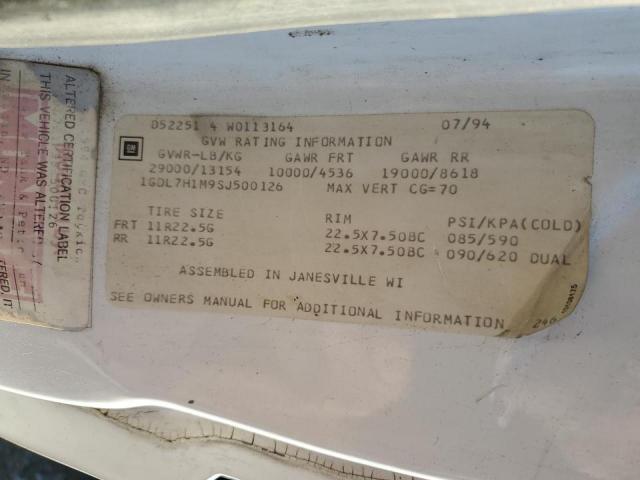 D52251 4 W0113164 07/94
GM
GVW RATING INFORMATION
GVWR-LB/KG GAWR FRT GAWR RR
29000/13154 10000/4536 19000/8618
1GDL7H1M9SJ500126 MAX VERT CG=70
TIRE SIZE RIM PSI/KPA(COLD)
FRT 11R22.5G 22.5X7.50BC 085/590
RR 11R22.5G 22.5X7.50BC 090/620 DUAL
ASSEMBLED IN JANESVILLE WI
SEE OWNERS MANUAL FOR ADDITIONAL INFORMATION
246
ALTERED CERTIFICATION LABEL
THIS VEHICLE WAS ALTERED